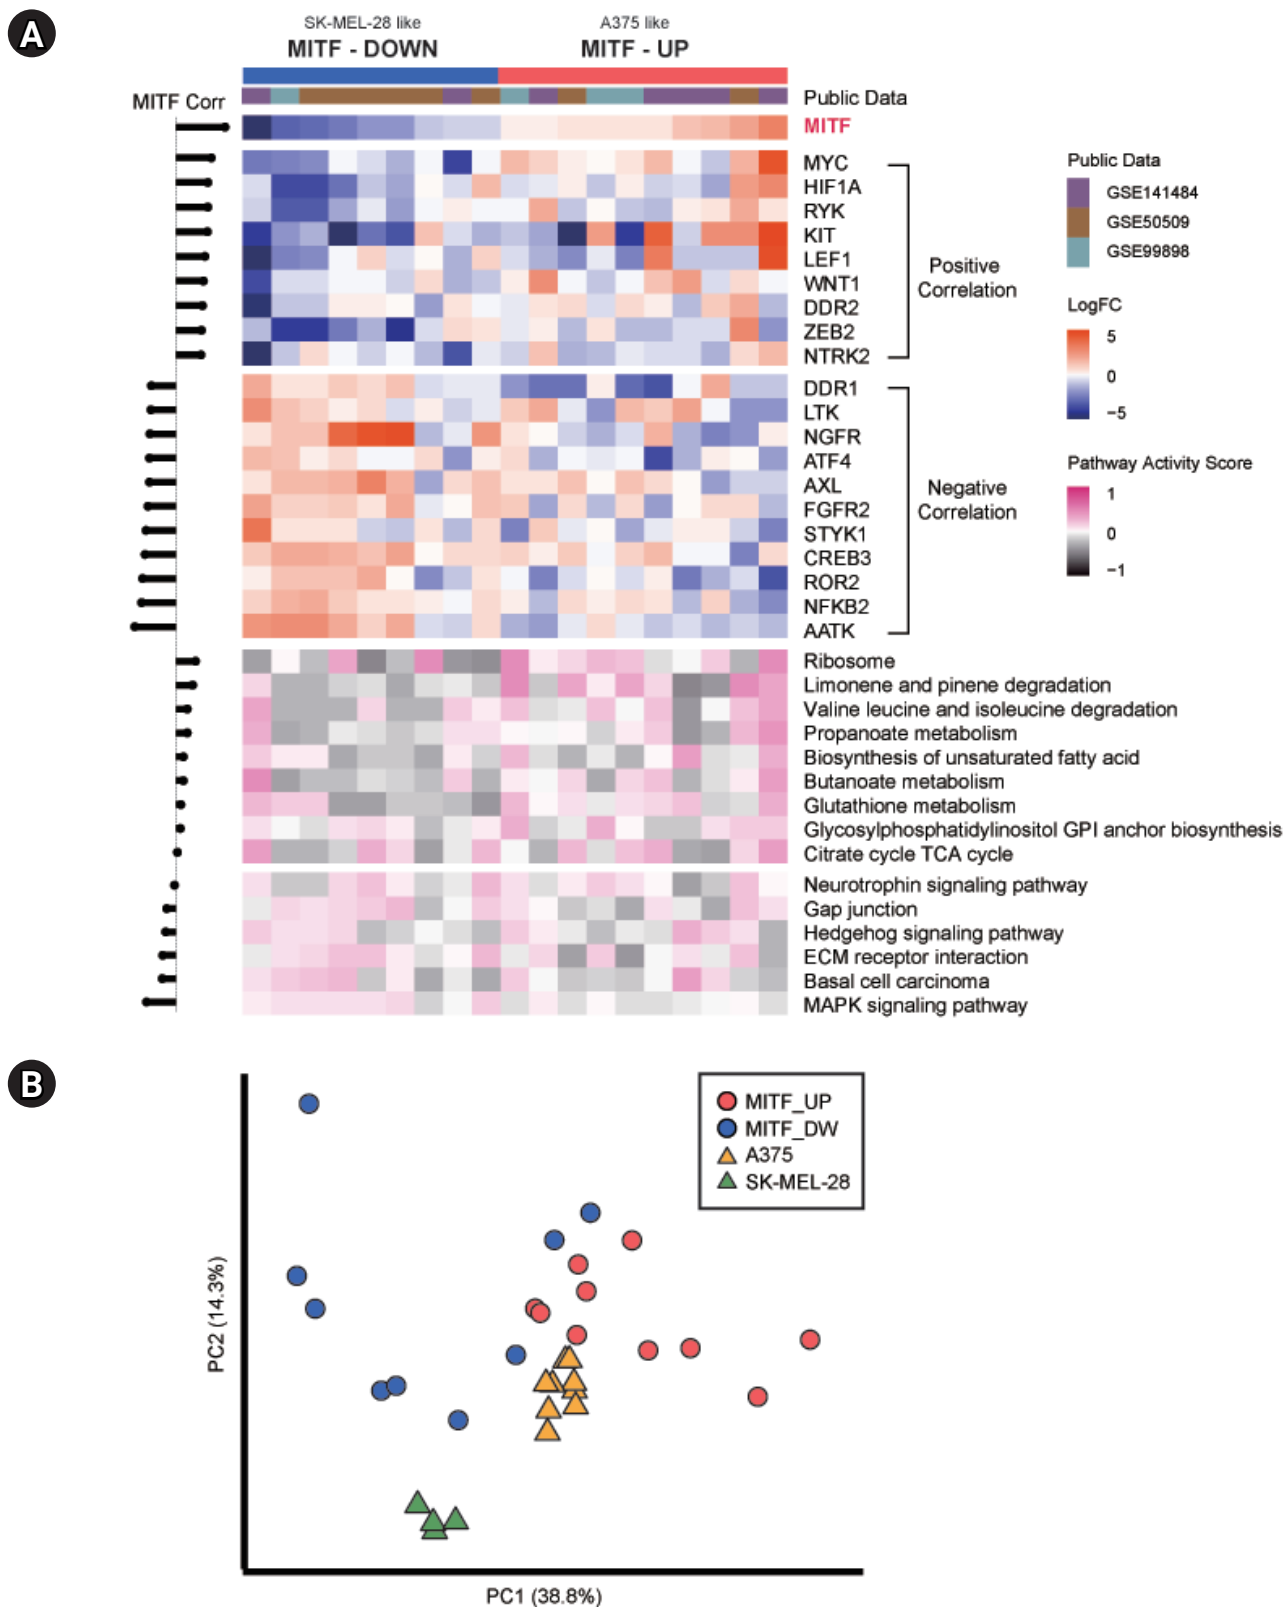 A
SK-MEL-28 like
A375 like
MITF - DOWN
MITF - UP
MITF Corr
Public Data
MITF
MYC
HIF1A
RYK
KIT
LEF1
WNT1
DDR2
ZEB2
NTRK2
Positive
Correlation
DDR1
LTK
NGFR
ATF4
AXL
FGFR2
STYK1
CREB3
ROR2
NFKB2
AATK
Negative
Correlation
Ribosome
Limonene and pinene degradation
Valine leucine and isoleucine degradation
Propanoate metabolism
Biosynthesis of unsaturated fatty acid
Butanoate metabolism
Glutathione metabolism
Glycosylphosphatidylinositol GPI anchor biosynthesis
Citrate cycle TCA cycle
Neurotrophin signaling pathway
Gap junction
Hedgehog signaling pathway
ECM receptor interaction
Basal cell carcinoma
MAPK signaling pathway
Public Data
GSE141484
GSE50509
GSE99898
LogFC
5
0
−5
Pathway Activity Score
1
0
−1
B
MITF_UP
MITF_DW
A375
SK-MEL-28
PC2 (14.3%)
PC1 (38.8%)